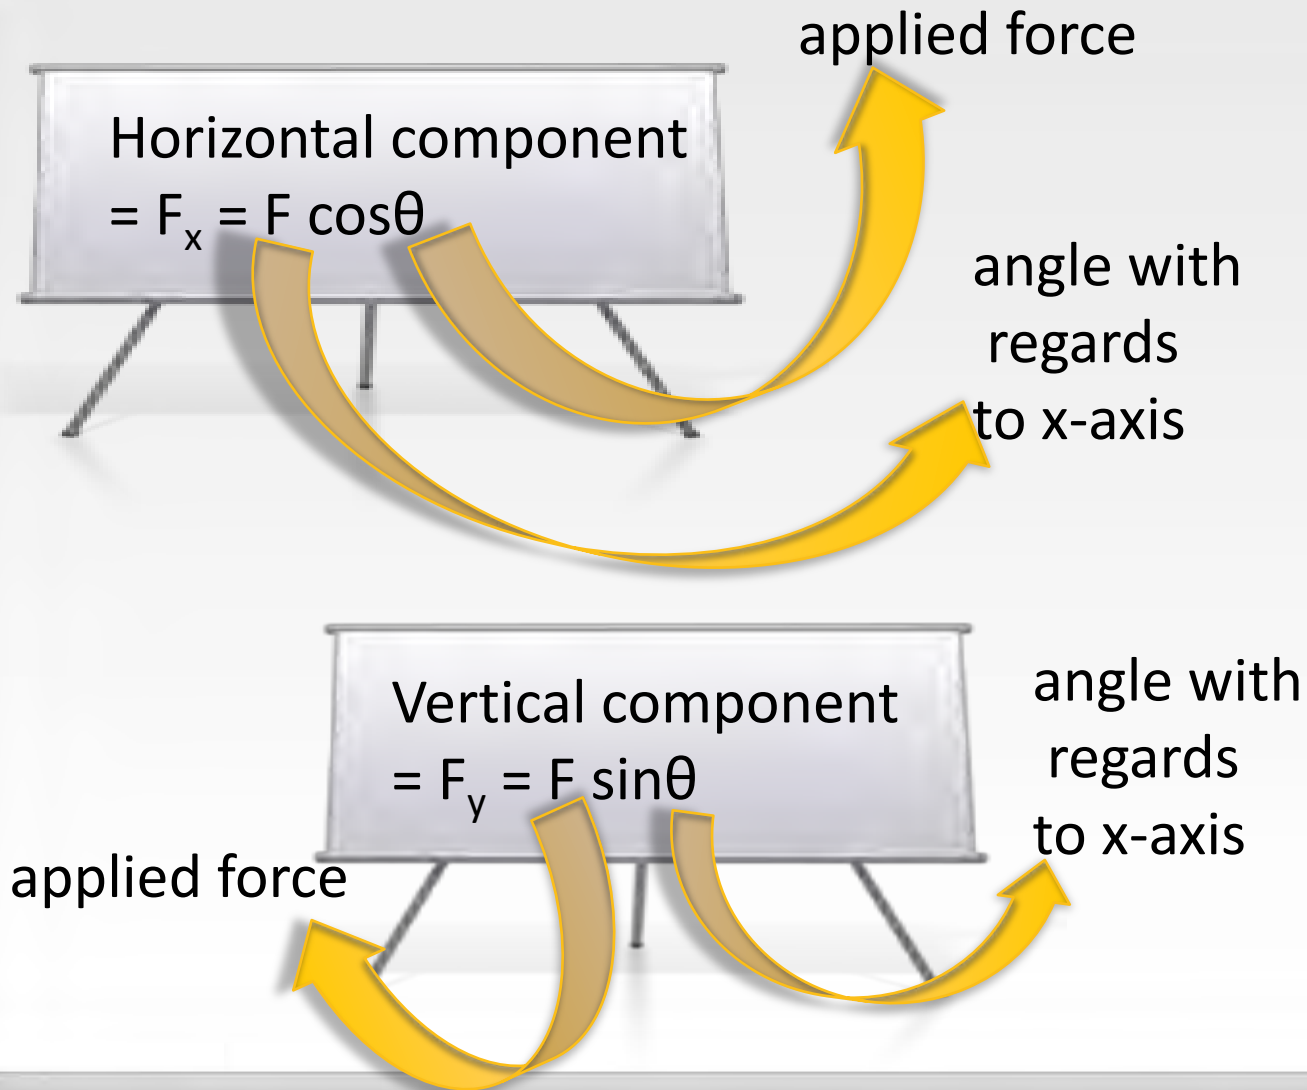 applied force
Horizontal component
= Fₓ = F cosθ
angle with
regards
to x-axis
Vertical component
= Fᵧ = F sinθ
angle with
regards
to x-axis
applied force